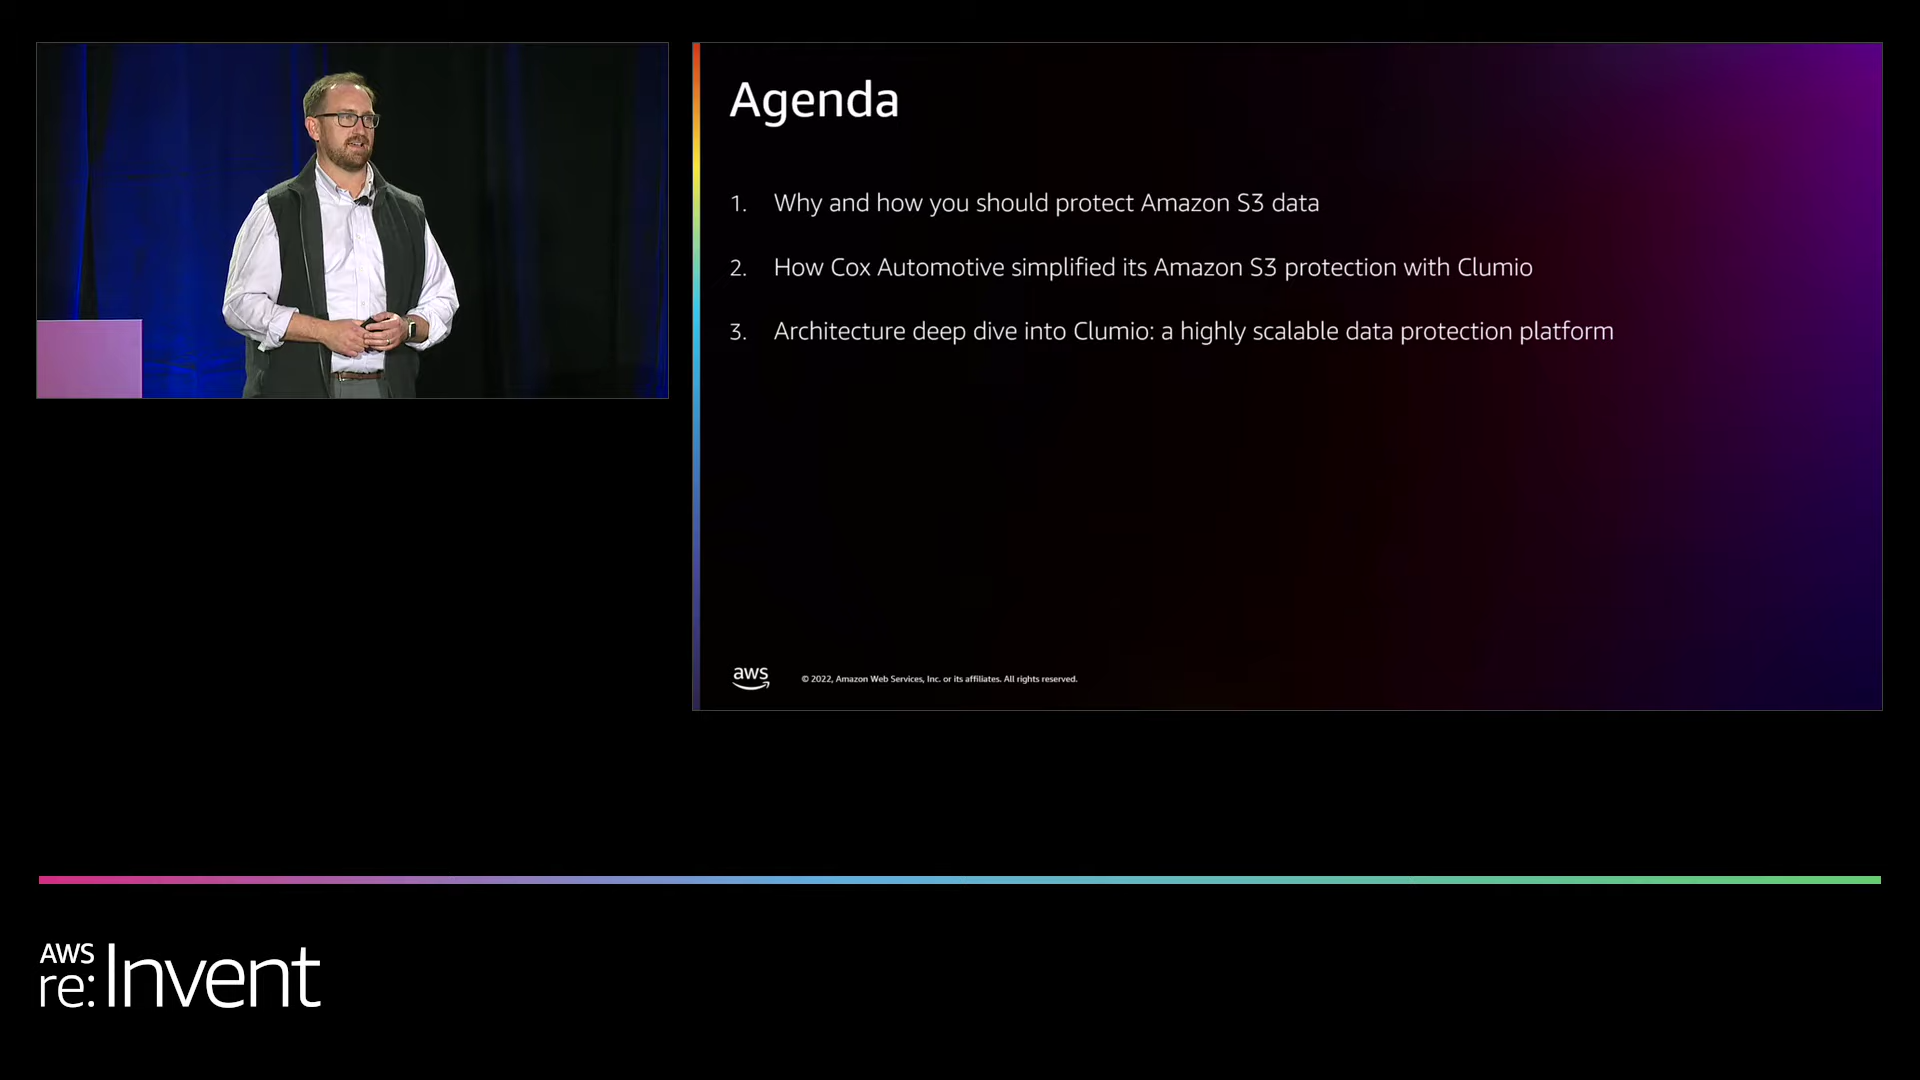 Agenda
1. Why and how you should protect Amazon S3 data
2. How Cox Automotive simplified its Amazon S3 protection with Clumio
3. Architecture deep dive into Clumio: a highly scalable data protection platform
aws
© 2022, Amazon Web Services, Inc. or its affiliates. All rights reserved.
AWS
re:Invent